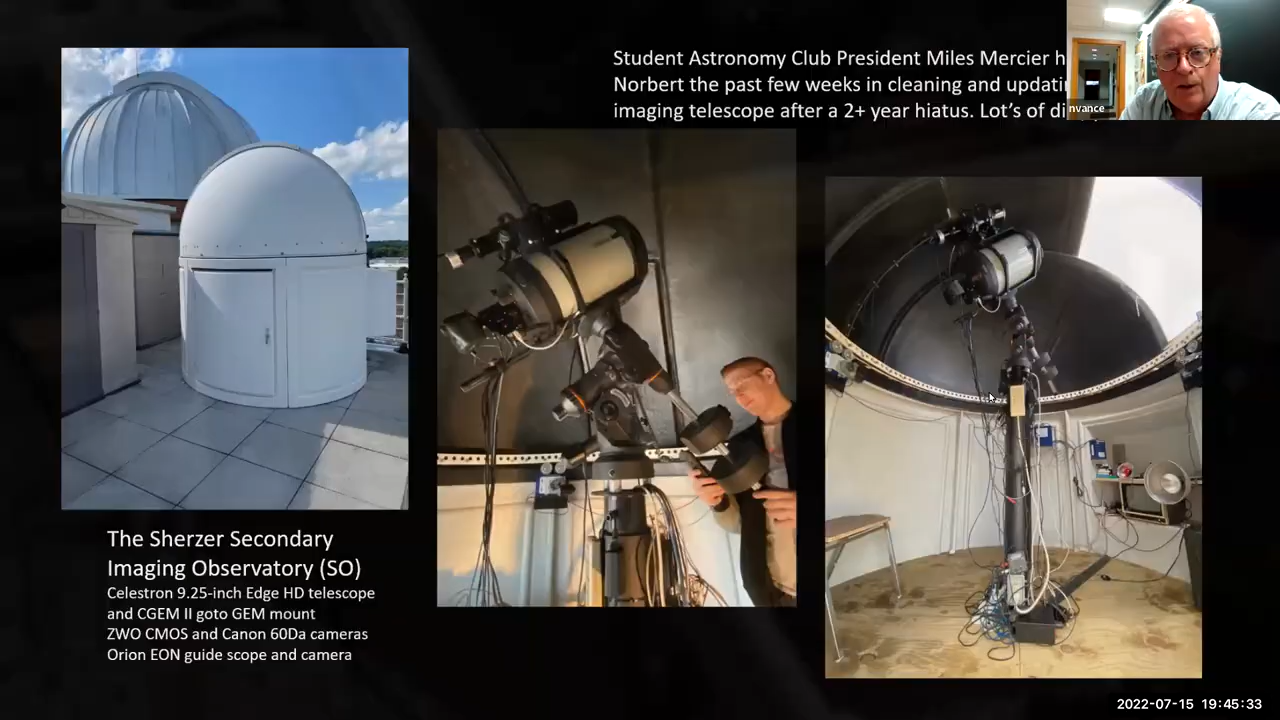 Student Astronomy Club President Miles Mercier h
Norbert the past few weeks in cleaning and updati
imaging telescope after a 2+ year hiatus. Lot's of di
nvance
The Sherzer Secondary
Imaging Observatory (SO)
Celestron 9.25-inch Edge HD telescope
and CGEM II goto GEM mount
ZWO CMOS and Canon 60Da cameras
Orion EON guide scope and camera
2022-07-15 19:45:33